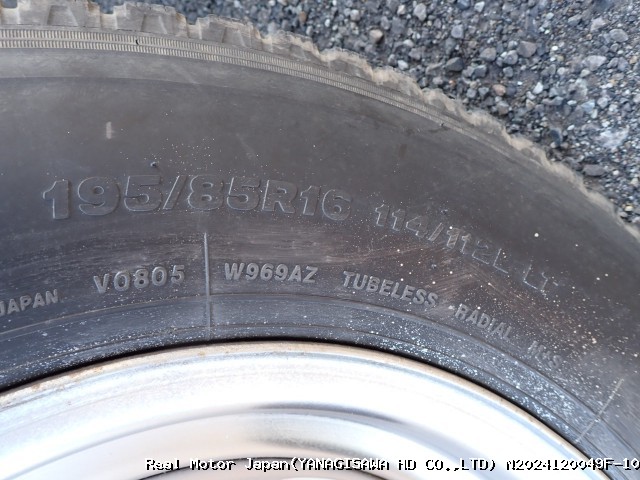 195/85R16 114/112L LT
JAPAN V0805 W969AZ TUBELESS RADIAL
Real Motor Japan(YANAGISAWA HD CO.,LTD) N2024120049F-10